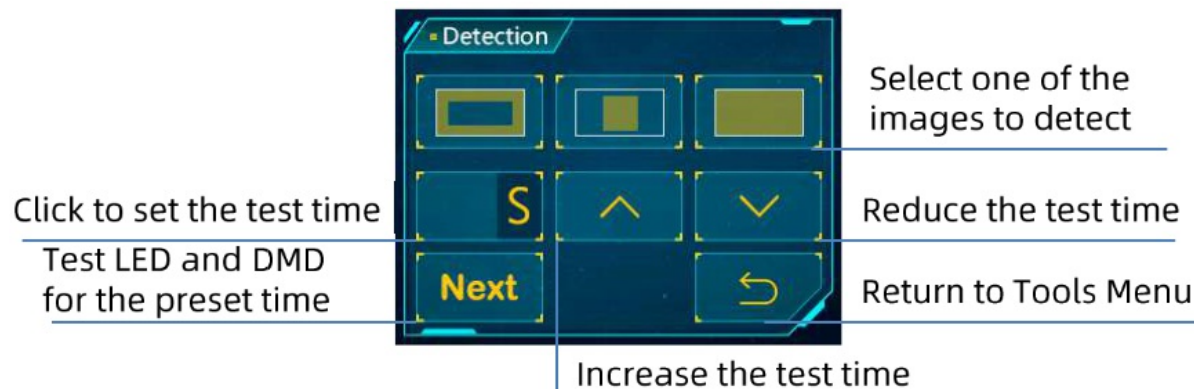 Detection
Select one of the
images to detect
S
Click to set the test time
Reduce the test time
Test LED and DMD
for the preset time
Next
Return to Tools Menu
Increase the test time